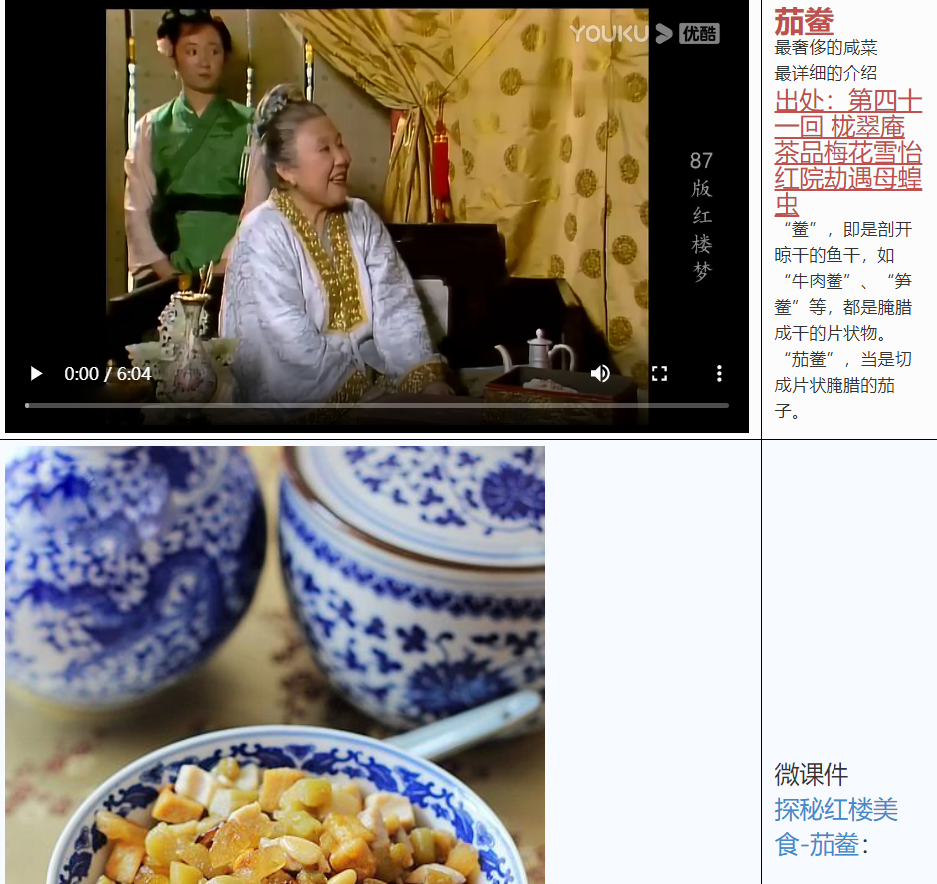 YOUKU 优酷
87
版
红
楼
梦
0:00 / 6:04
茄鲞
最奢侈的咸菜
最详细的介绍
出处：第四十
一回 栊翠庵
茶品梅花雪怡
红院劫遇母蝗
虫
“鲞”，即是剖开
晾干的鱼干，如
“牛肉鲞”、“笋
鲞”等，都是腌腊
成干的片状物。
“茄鲞”，当是切
成片状腌腊的茄
子。
微课件
探秘红楼美
食-茄鲞：